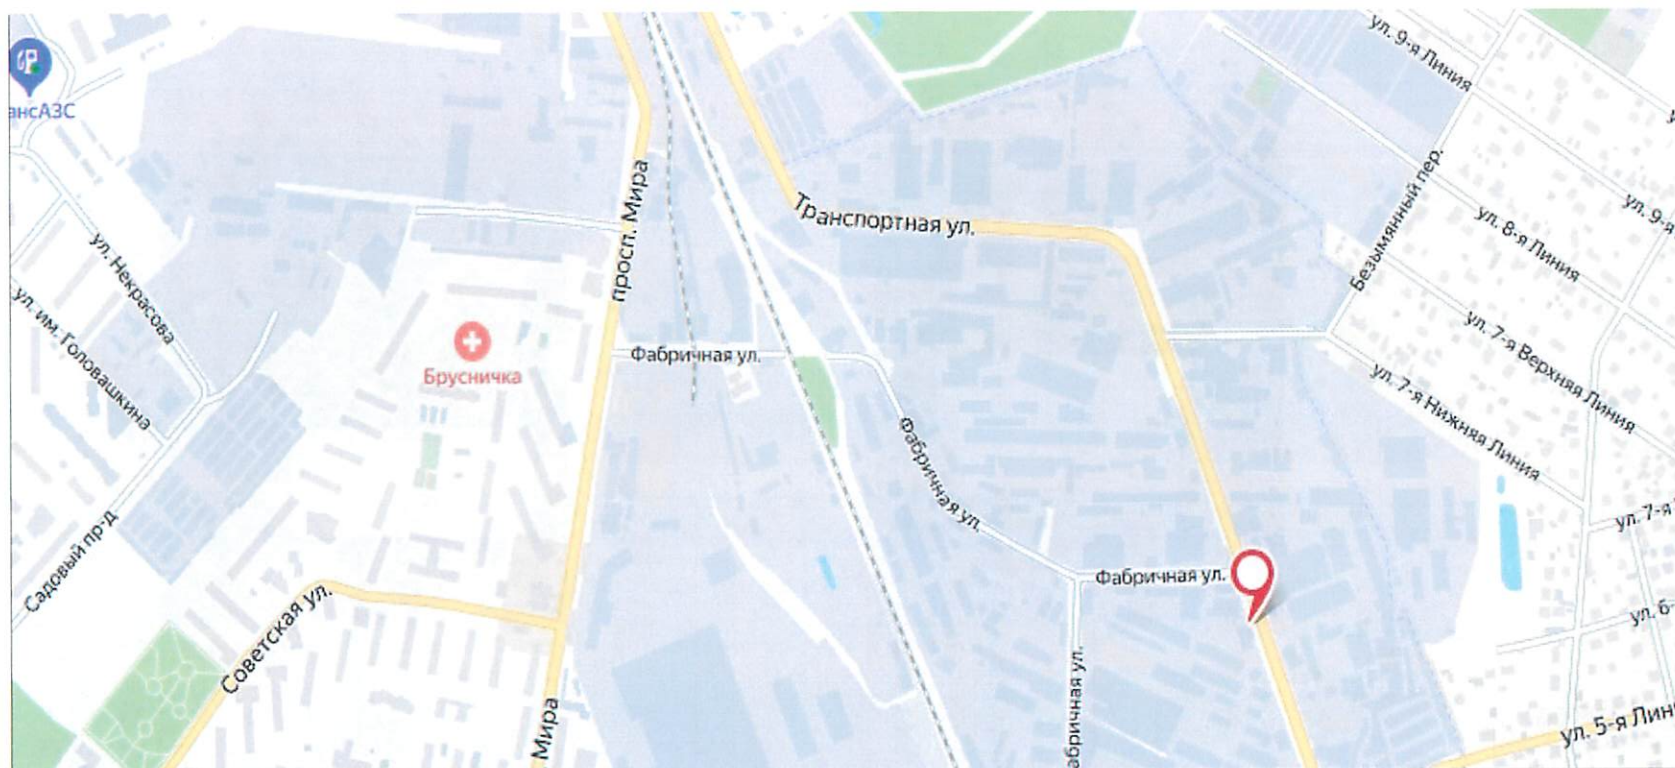 ул. 9-я Линия
ансАЗС
просп. Мира
Безымянный пер.
Транспортная ул.
ул. 9-я
ул. 8-я Линия
ул. Некрасова
ул. им. Головашкина
Фабричная ул.
Брусничка
ул. 7-я Верхняя Линия
ул. 7-я Нижняя Линия
Фабричная ул.
ул. 7-я
Садовый пр-д
Фабричная ул.
Советская ул.
ул. 6-
абричная ул.
Мира
ул. 5-я Лин